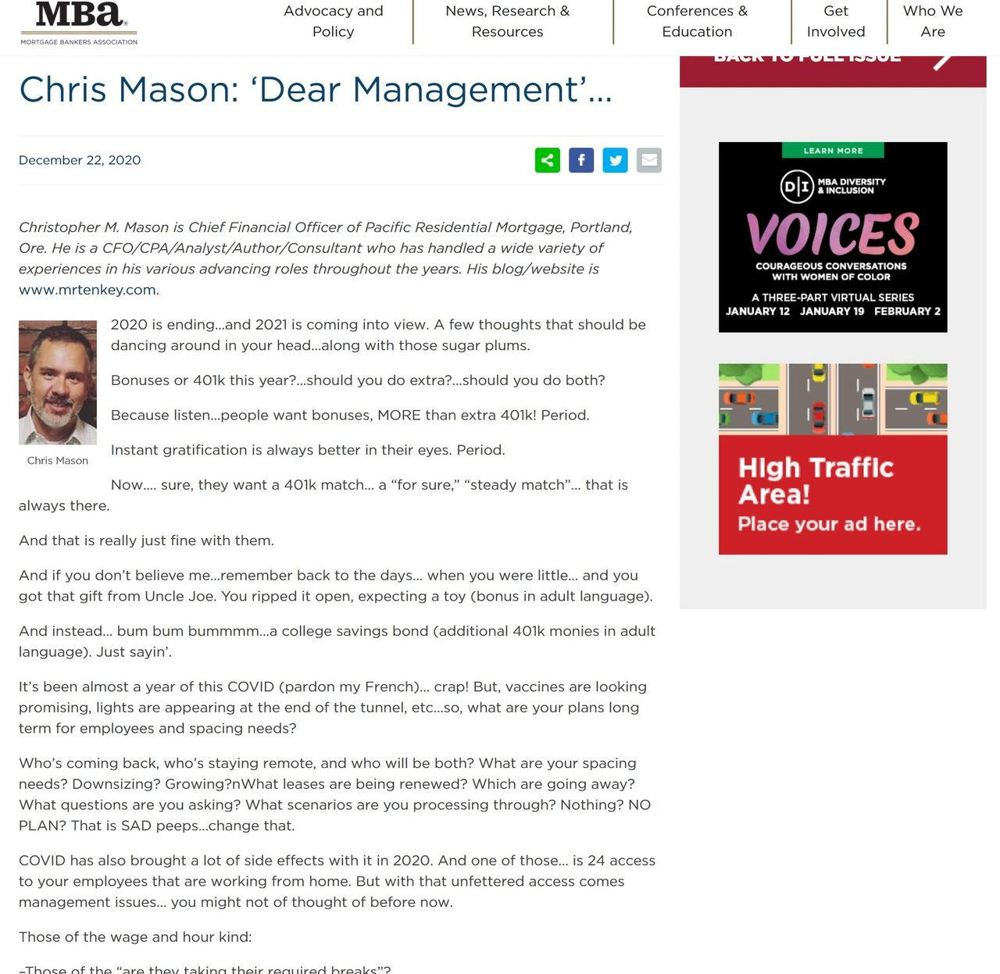 MBa.
MORTGAGE BANKERS ASSOCIATION
Advocacy and
Policy
News, Research &
Resources
Conferences &
Education
Get
Involved
Who We
Are
BACK TO FULL ISSUE
Chris Mason: ‘Dear Management’…
December 22, 2020
Christopher M. Mason is Chief Financial Officer of Pacific Residential Mortgage, Portland,
Ore. He is a CFO/CPA/Analyst/Author/Consultant who has handled a wide variety of
experiences in his various advancing roles throughout the years. His blog/website is
www.mrtenkey.com.
Chris Mason
2020 is ending…and 2021 is coming into view. A few thoughts that should be
dancing around in your head…along with those sugar plums.
Bonuses or 401k this year?…should you do extra?…should you do both?
Because listen…people want bonuses, MORE than extra 401k! Period.
Instant gratification is always better in their eyes. Period.
Now…. sure, they want a 401k match… a “for sure,” “steady match”… that is
always there.
And that is really just fine with them.
And if you don’t believe me…remember back to the days… when you were little… and you
got that gift from Uncle Joe. You ripped it open, expecting a toy (bonus in adult language).
And instead… bum bum bummmm…a college savings bond (additional 401k monies in adult
language). Just sayin’.
It’s been almost a year of this COVID (pardon my French)… crap! But, vaccines are looking
promising, lights are appearing at the end of the tunnel, etc…so, what are your plans long
term for employees and spacing needs?
Who’s coming back, who’s staying remote, and who will be both? What are your spacing
needs? Downsizing? Growing?nWhat leases are being renewed? Which are going away?
What questions are you asking? What scenarios are you processing through? Nothing? NO
PLAN? That is SAD peeps…change that.
COVID has also brought a lot of side effects with it in 2020. And one of those… is 24 access
to your employees that are working from home. But with that unfettered access comes
management issues… you might not of thought of before now.
Those of the wage and hour kind:
–Those of the “are they taking their required breaks”?
LEARN MORE
D|I MBA DIVERSITY
& INCLUSION
VOICES
COURAGEOUS CONVERSATIONS
WITH WOMEN OF COLOR
A THREE-PART VIRTUAL SERIES
JANUARY 12 JANUARY 19 FEBRUARY 2
High Traffic
Area!
Place your ad here.